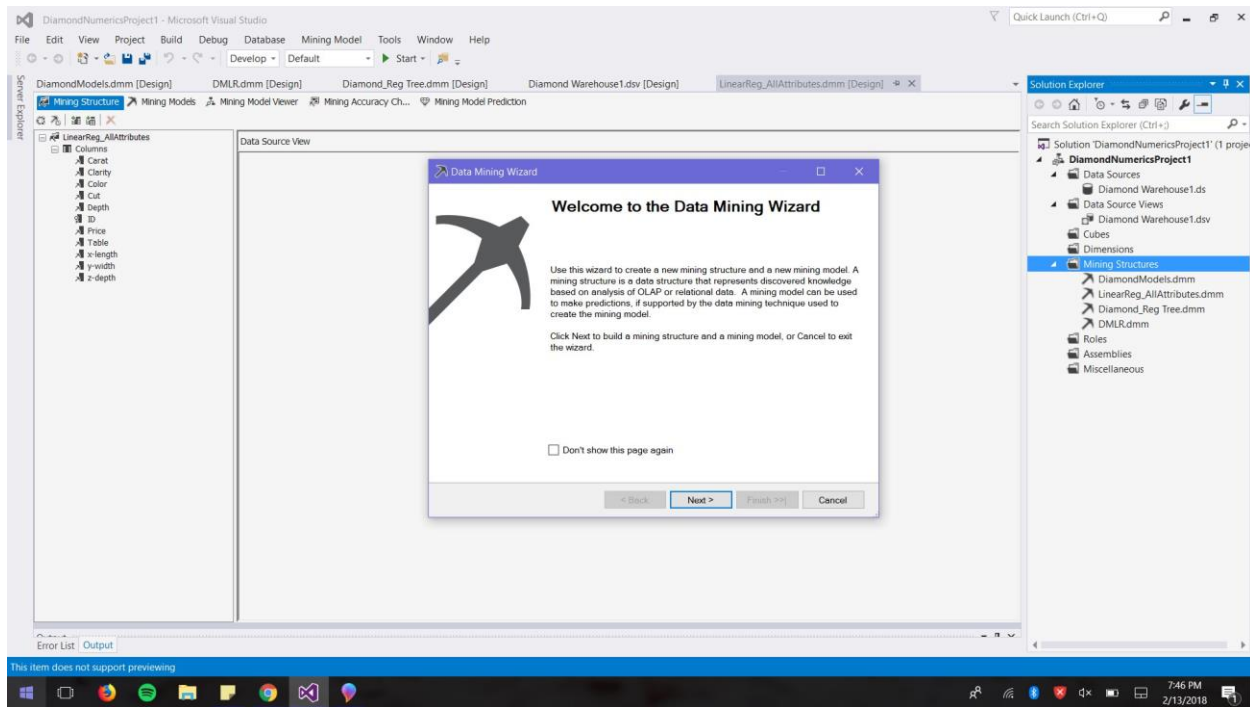 DiamondNumericsProject1 - Microsoft Visual Studio
Quick Launch (Ctrl+Q)
File Edit View Project Build Debug Database Mining Model Tools Window Help
Develop Default Start
Server Explorer
DiamondModels.dmm [Design] DMLR.dmm [Design] Diamond_Reg Tree.dmm [Design] Diamond Warehouse1.dsv [Design] LinearReg_AllAttributes.dmm [Design]
Mining Structure Mining Models Mining Model Viewer Mining Accuracy Ch... Mining Model Prediction
LinearReg_AllAttributes
Columns
Carat
Clarity
Color
Cut
Depth
ID
Price
Table
x-length
y-width
z-depth
Data Source View
Data Mining Wizard
Welcome to the Data Mining Wizard
Use this wizard to create a new mining structure and a new mining model. A
mining structure is a data structure that represents discovered knowledge
based on analysis of OLAP or relational data. A mining model can be used
to make predictions, if supported by the data mining technique used to
create the mining model.
Click Next to build a mining structure and a mining model, or Cancel to exit
the wizard.
Don't show this page again
< Back Next > Finish >>| Cancel
Solution Explorer
Search Solution Explorer (Ctrl+;)
Solution 'DiamondNumericsProject1' (1 proje
DiamondNumericsProject1
Data Sources
Diamond Warehouse1.ds
Data Source Views
Diamond Warehouse1.dsv
Cubes
Dimensions
Mining Structures
DiamondModels.dmm
LinearReg_AllAttributes.dmm
Diamond_Reg Tree.dmm
DMLR.dmm
Roles
Assemblies
Miscellaneous
Error List Output
This item does not support previewing
7:46 PM
2/13/2018